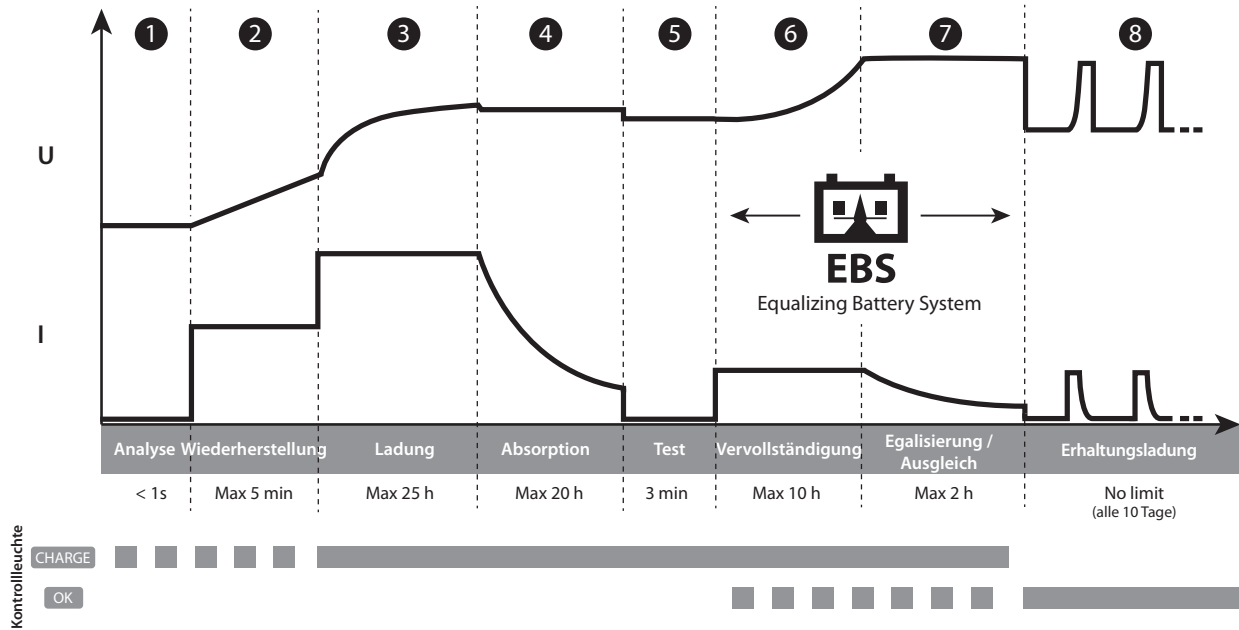 1 2 3 4 5 6 7 8
U
EBS
Equalizing Battery System
I
Analyse Wiederherstellung Ladung Absorption Test Vervollständigung Egalisierung / Ausgleich Erhaltungsladung
< 1s Max 5 min Max 25 h Max 20 h 3 min Max 10 h Max 2 h No limit
(alle 10 Tage)
Kontrollleuchte
CHARGE
OK